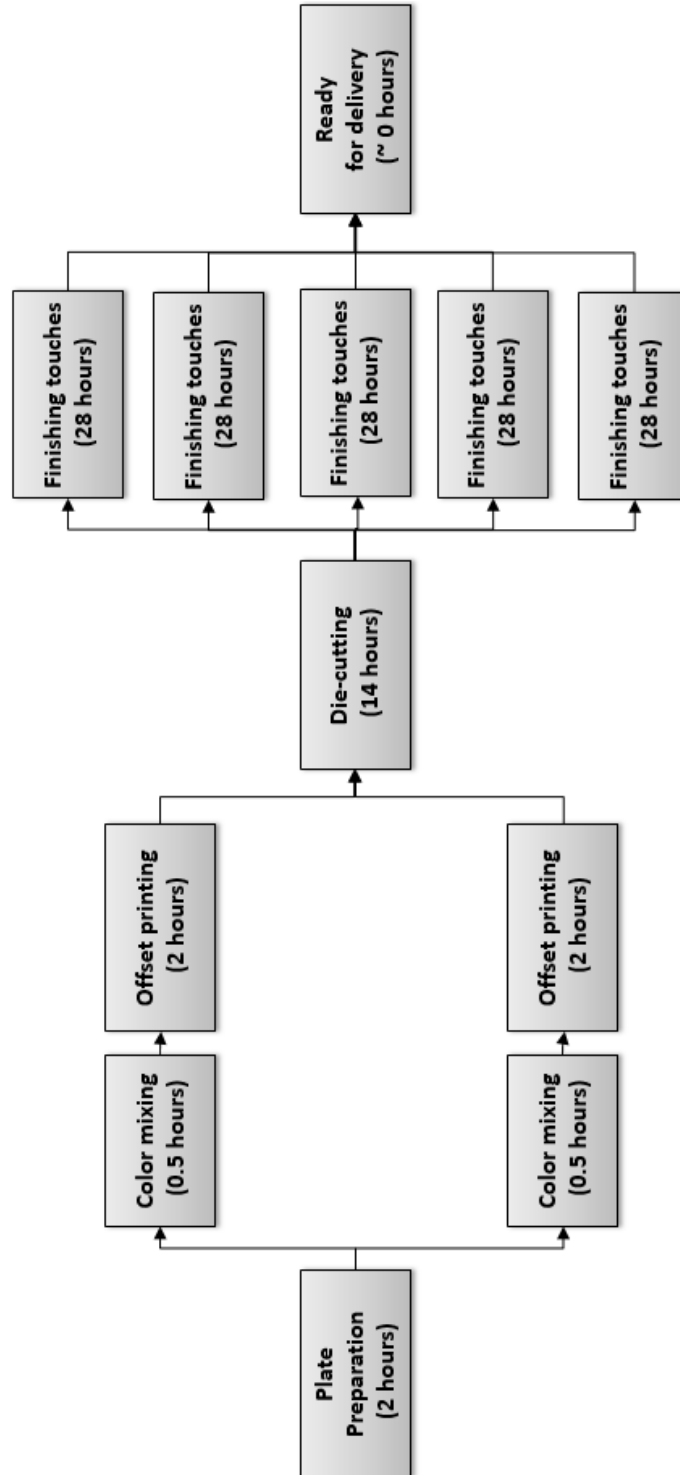 Plate
Preparation
(2 hours)
Color mixing
(0.5 hours)
Offset printing
(2 hours)
Color mixing
(0.5 hours)
Offset printing
(2 hours)
Die-cutting
(14 hours)
Finishing touches
(28 hours)
Finishing touches
(28 hours)
Finishing touches
(28 hours)
Finishing touches
(28 hours)
Finishing touches
(28 hours)
Ready
for delivery
(~ 0 hours)